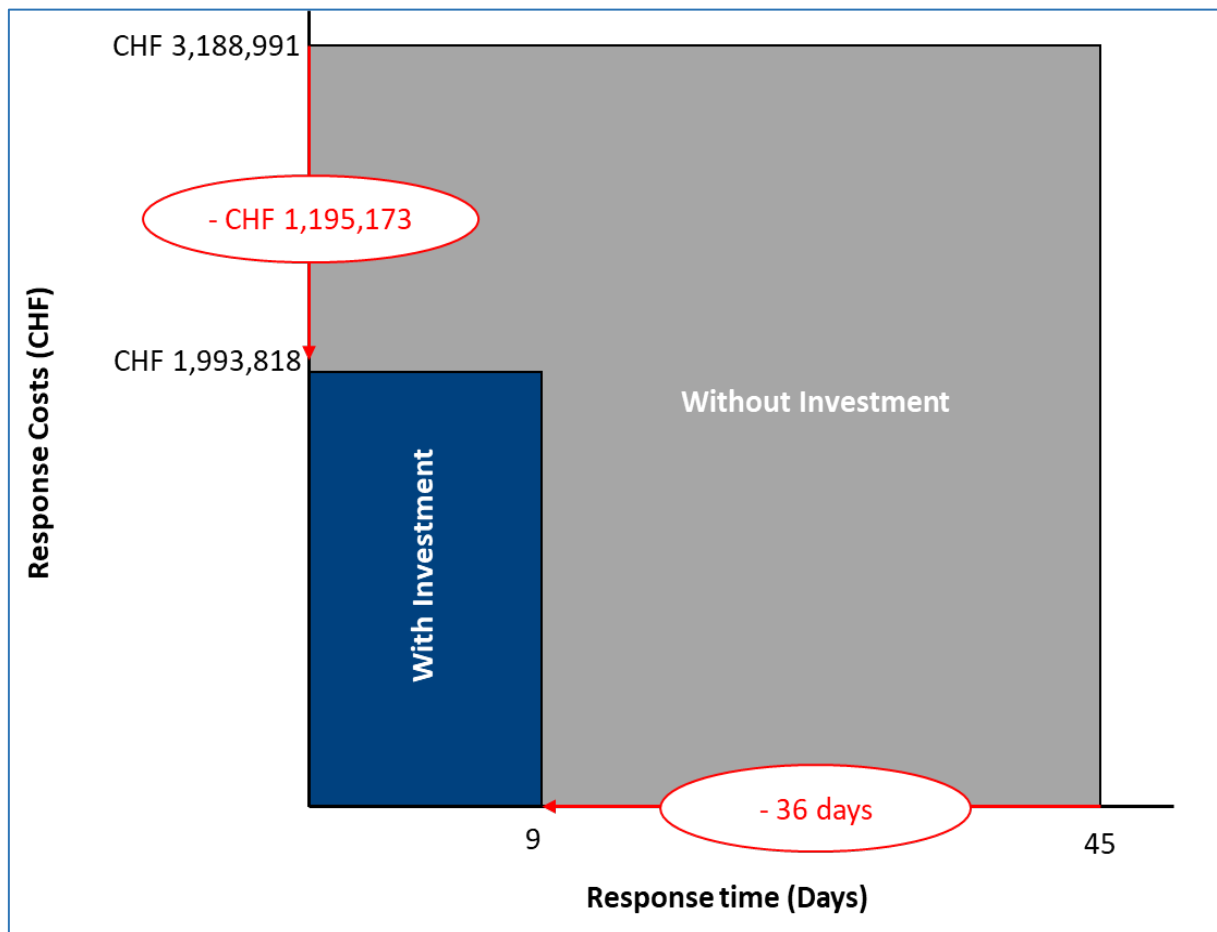 CHF 3,188,991
- CHF 1,195,173
CHF 1,993,818
Response Costs (CHF)
Without Investment
With Investment
- 36 days
9
45
Response time (Days)